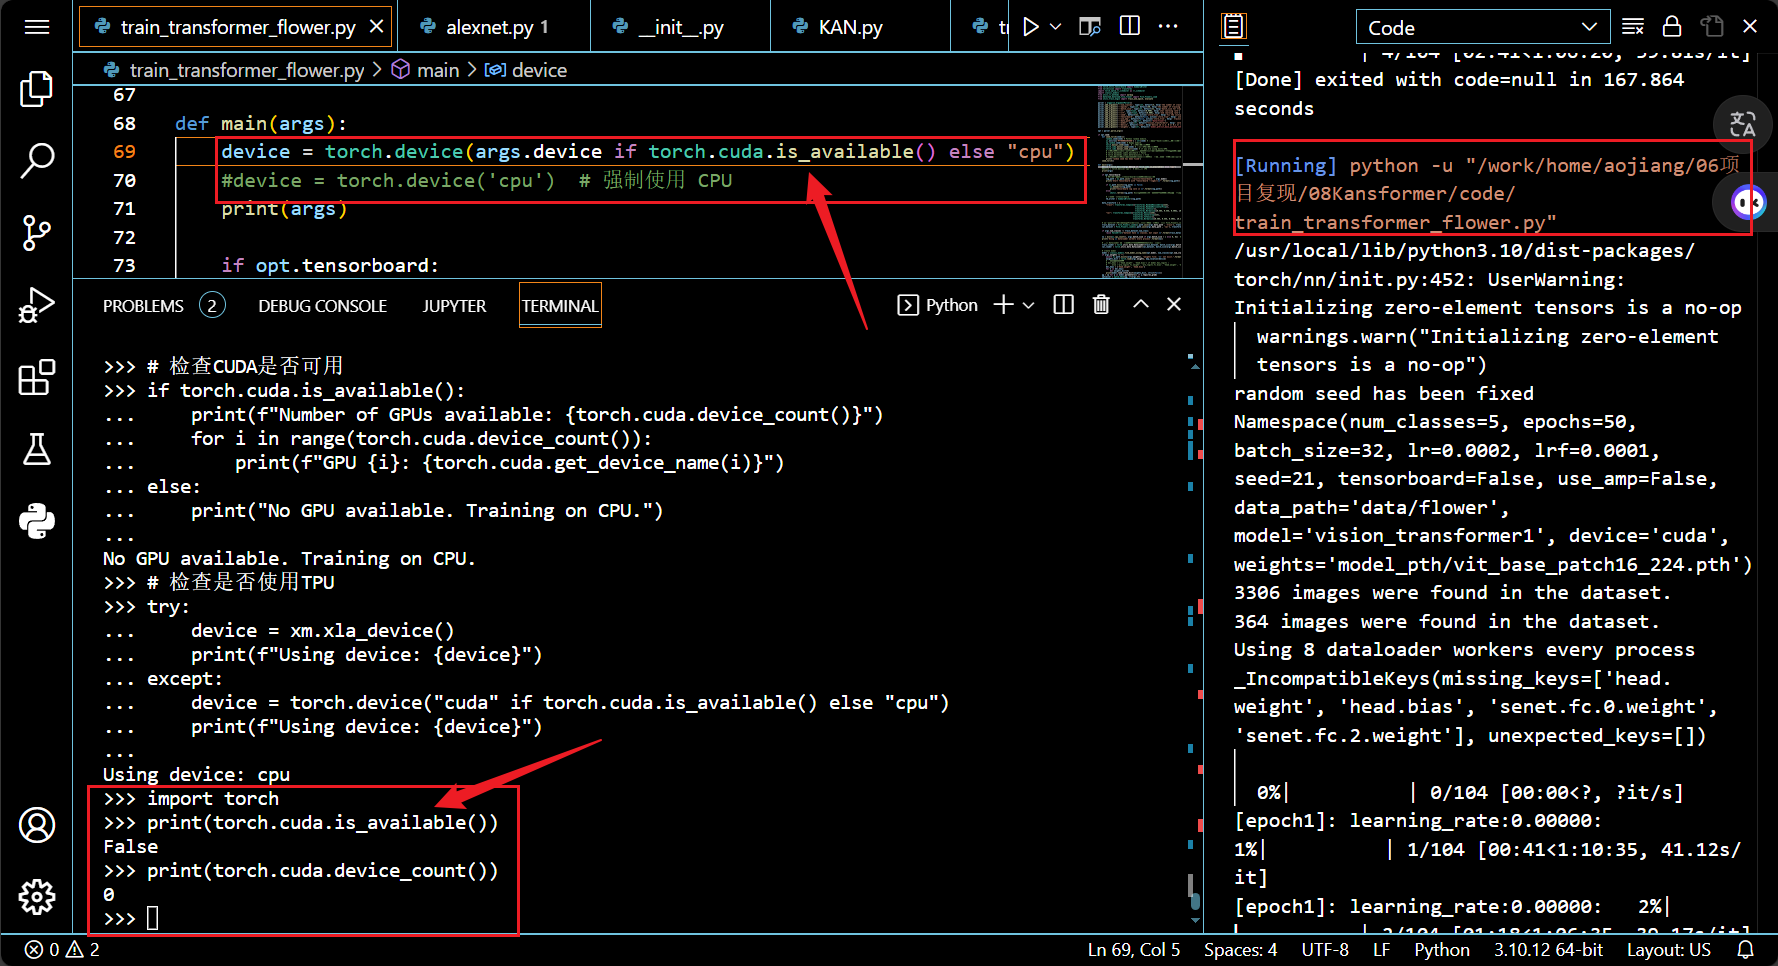 train_transformer_flower.py
alexnet.py 1
__init__.py
KAN.py
train_transformer_flower.py > main > device
67
68 def main(args):
69 device = torch.device(args.device if torch.cuda.is_available() else "cpu")
70 #device = torch.device('cpu')  # 强制使用 CPU
71 print(args)
72
73 if opt.tensorboard:
PROBLEMS 2 DEBUG CONSOLE JUPYTER TERMINAL
Python
>>> # 检查CUDA是否可用
>>> if torch.cuda.is_available():
...     print(f"Number of GPUs available: {torch.cuda.device_count()}")
...     for i in range(torch.cuda.device_count()):
...         print(f"GPU {i}: {torch.cuda.get_device_name(i)}")
... else:
...     print("No GPU available. Training on CPU.")
...
No GPU available. Training on CPU.
>>> # 检查是否使用TPU
>>> try:
...     device = xm.xla_device()
...     print(f"Using device: {device}")
... except:
...     device = torch.device("cuda" if torch.cuda.is_available() else "cpu")
...     print(f"Using device: {device}")
...
Using device: cpu
>>> import torch
>>> print(torch.cuda.is_available())
False
>>> print(torch.cuda.device_count())
0
>>>
Code
[Done] exited with code=null in 167.864
seconds
[Running] python -u "/work/home/aojiang/06项
目复现/08Kansformer/code/
train_transformer_flower.py"
/usr/local/lib/python3.10/dist-packages/
torch/nn/init.py:452: UserWarning:
Initializing zero-element tensors is a no-op
warnings.warn("Initializing zero-element
tensors is a no-op")
random seed has been fixed
Namespace(num_classes=5, epochs=50,
batch_size=32, lr=0.0002, lrf=0.0001,
seed=21, tensorboard=False, use_amp=False,
data_path='data/flower',
model='vision_transformer1', device='cuda',
weights='model_pth/vit_base_patch16_224.pth')
3306 images were found in the dataset.
364 images were found in the dataset.
Using 8 dataloader workers every process
_IncompatibleKeys(missing_keys=['head.
weight', 'head.bias', 'senet.fc.0.weight',
'senet.fc.2.weight'], unexpected_keys=[])
0%|          | 0/104 [00:00<?, ?it/s]
[epoch1]: learning_rate:0.00000:
1%|          | 1/104 [00:41<1:10:35, 41.12s/
it]
[epoch1]: learning_rate:0.00000:   2%|
0 2
Ln 69, Col 5 Spaces: 4 UTF-8 LF Python 3.10.12 64-bit Layout: US